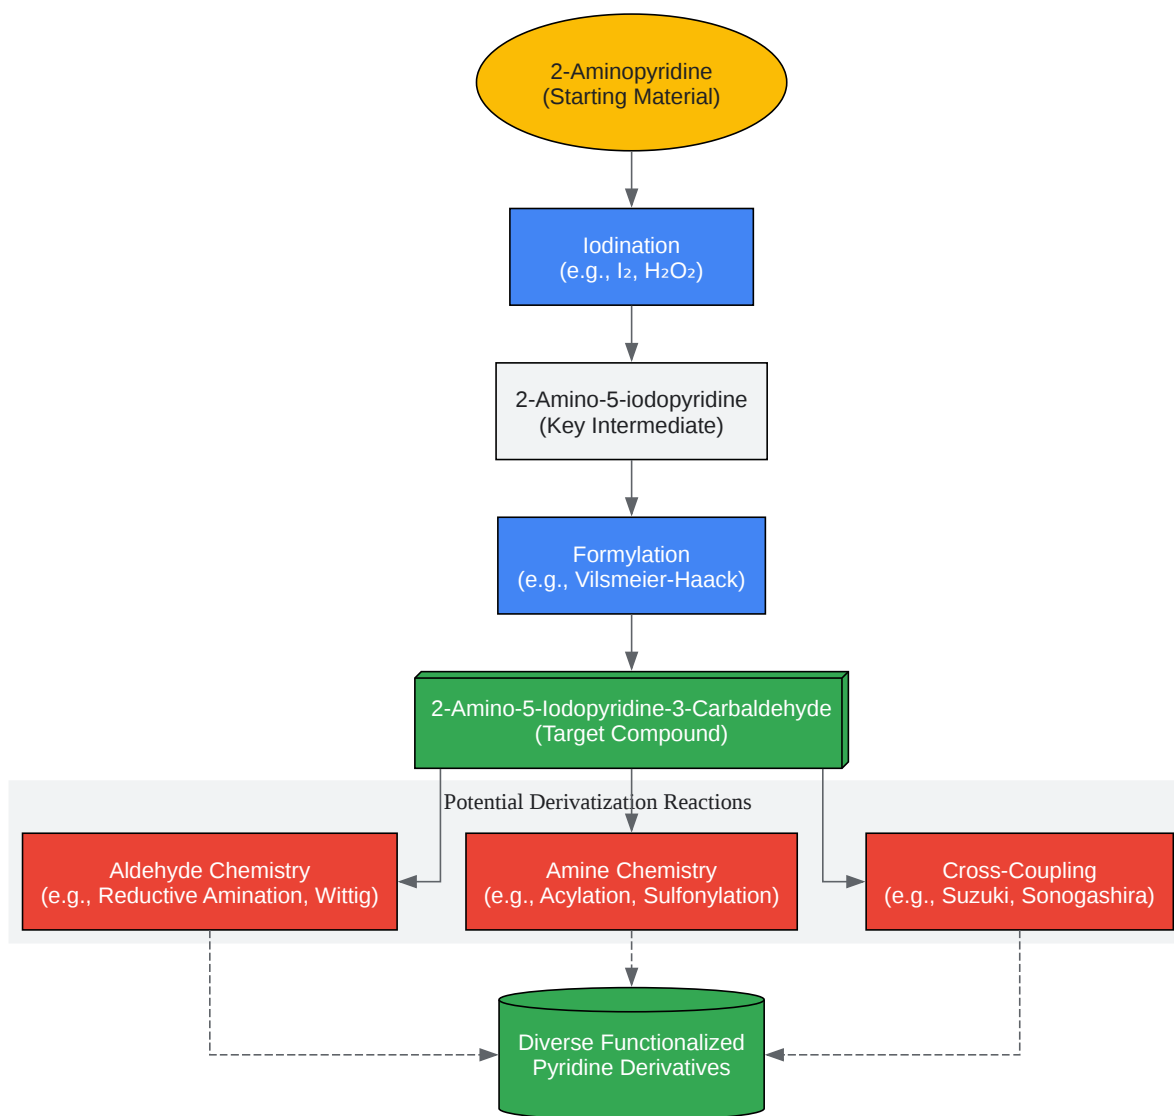 2-Aminopyridine
(Starting Material)
Iodination
(e.g., I₂, H₂O₂)
2-Amino-5-iodopyridine
(Key Intermediate)
Formylation
(e.g., Vilsmeier-Haack)
2-Amino-5-Iodopyridine-3-Carbaldehyde
(Target Compound)
Potential Derivatization Reactions
Aldehyde Chemistry
(e.g., Reductive Amination, Wittig)
Amine Chemistry
(e.g., Acylation, Sulfonylation)
Cross-Coupling
(e.g., Suzuki, Sonogashira)
Diverse Functionalized
Pyridine Derivatives